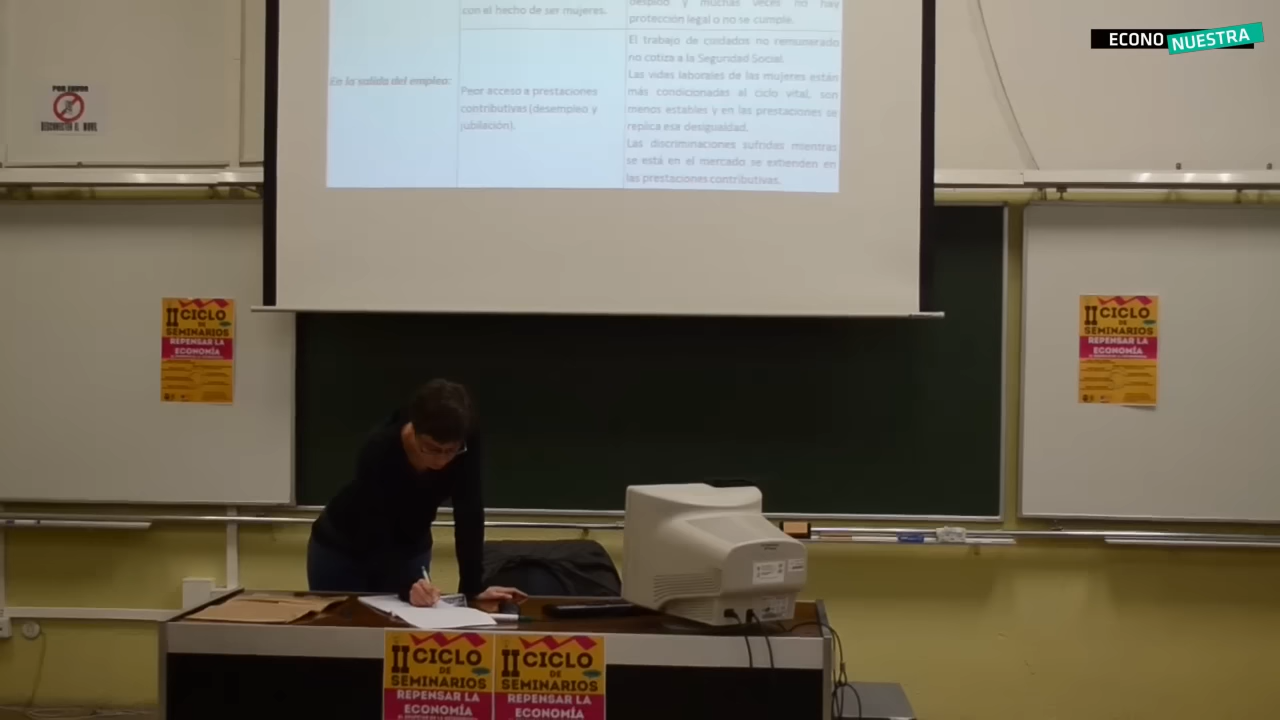 ECONO
NUESTRA
con el hecho de ser mujeres.
despido y muchas veces no hay
protección legal o no se cumple.
En la salida del empleo:
Peor acceso a prestaciones
contributivas (desempleo y
jubilación).
El trabajo de cuidados no remunerado
no cotiza a la Seguridad Social.
Las vidas laborales de las mujeres están
más condicionadas al ciclo vital, son
menos estables y en las prestaciones se
replica esa desigualdad.
Las discriminaciones sufridas mientras
se está en el mercado se extienden en
las prestaciones contributivas.
POR FAVOR
DESCONECTEN EL MOVIL
II CICLO
DE
SEMINARIOS
REPENSAR LA
ECONOMÍA
II CICLO
DE
SEMINARIOS
REPENSAR LA
ECONOMÍA
II CICLO
DE
SEMINARIOS
REPENSAR LA
ECONOMÍA
II CICLO
DE
SEMINARIOS
REPENSAR LA
ECONOMÍA